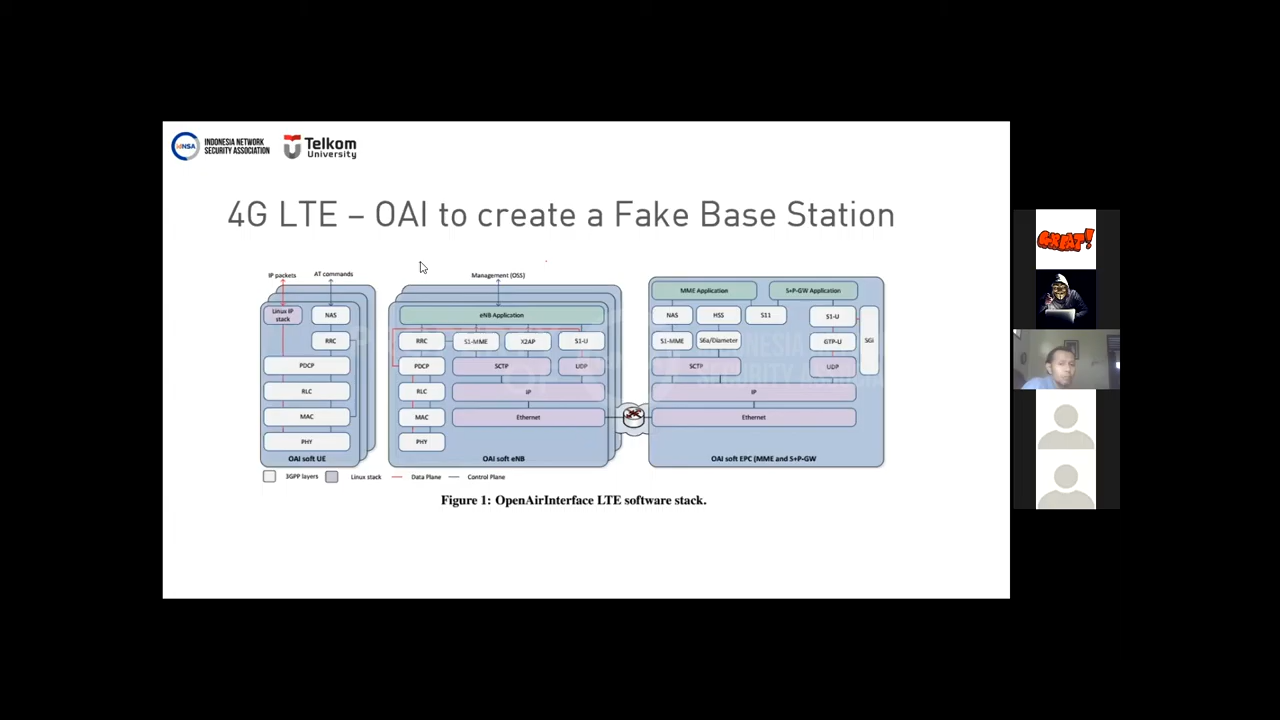 INDONESIA NETWORK
SECURITY ASSOCIATION
Telkom
University
4G LTE – OAI to create a Fake Base Station
IP packets
AT commands
Linux IP
stack
NAS
RRC
PDCP
RLC
MAC
PHY
OAI soft UE
Management (OSS)
eNB Application
RRC
S1-MME
X2AP
S1-U
PDCP
SCTP
UDP
RLC
IP
MAC
Ethernet
PHY
OAI soft eNB
MME Application
S+P-GW Application
NAS
HSS
S11
S1-U
S1-MME
S6a/Diameter
GTP-U
SGi
SCTP
UDP
IP
Ethernet
OAI soft EPC (MME and S+P-GW
3GPP layers
Linux stack
Data Plane
Control Plane
Figure 1: OpenAirInterface LTE software stack.
GREAT!